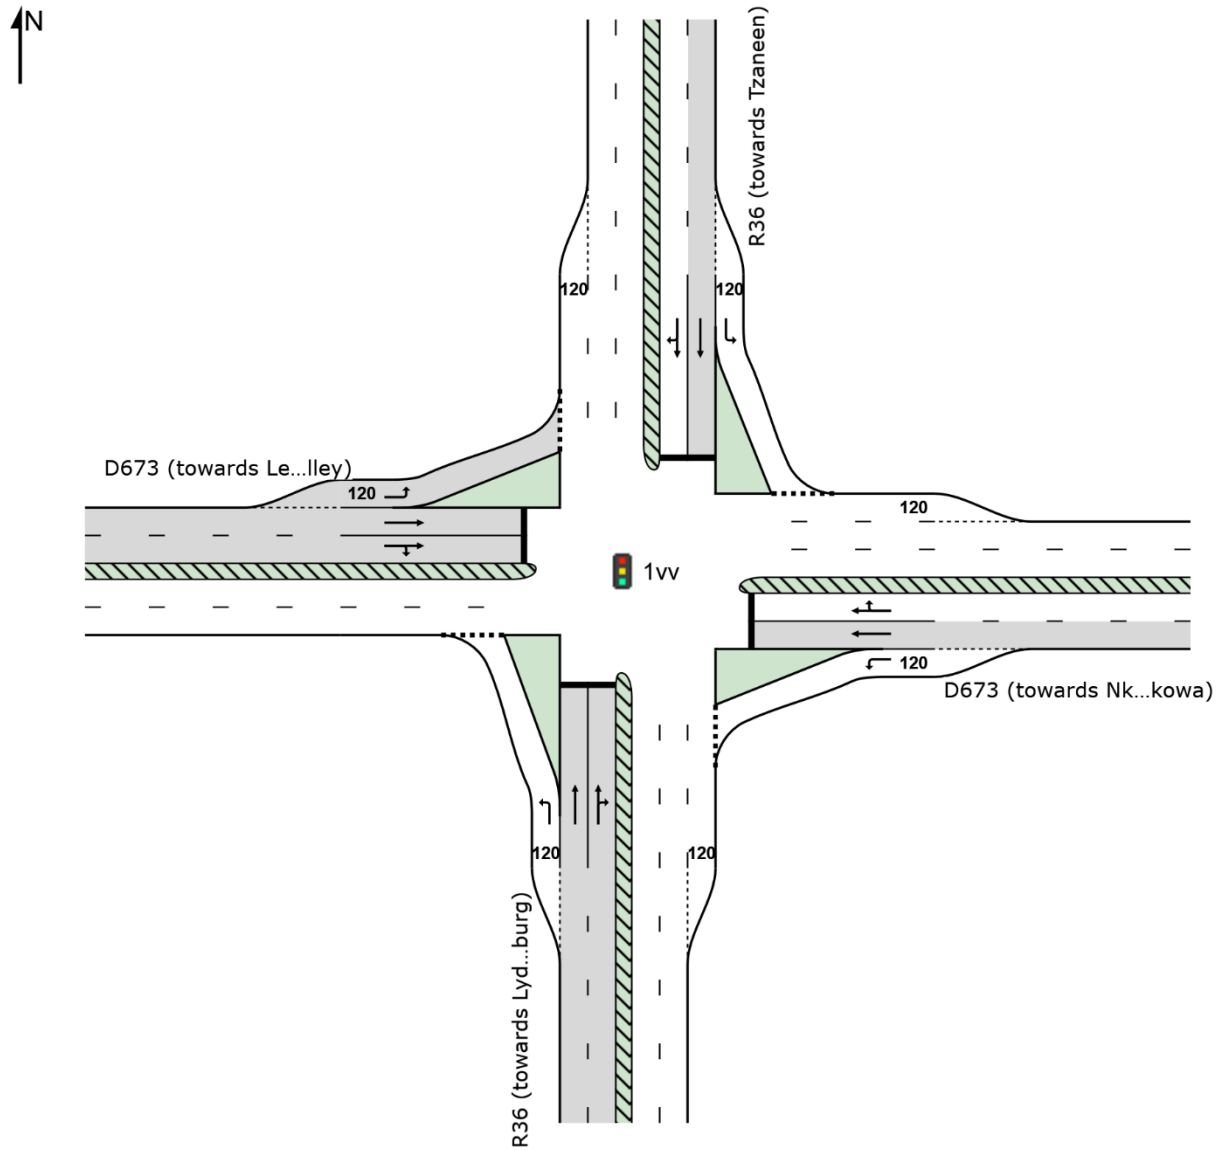 N
R36 (towards Tzaneen)
120
120
D673 (towards Le...lley)
120
120
1vv
120
D673 (towards Nk...kowa)
120
120
R36 (towards Lyd...burg)